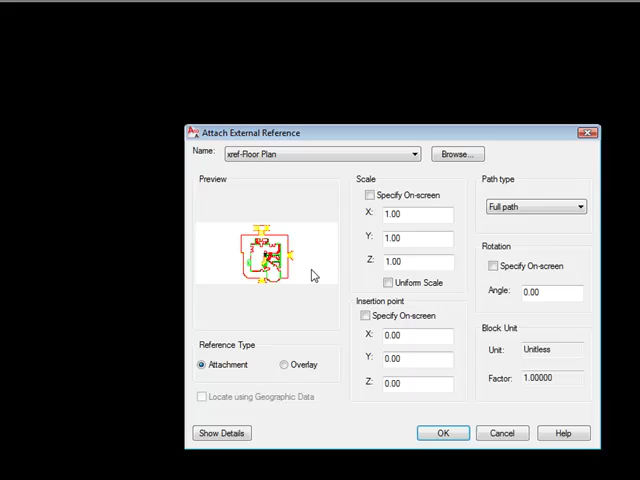 Attach External Reference
Name: xref-Floor Plan Browse...
Preview
Scale
Specify On-screen
X: 1.00
Y: 1.00
Z: 1.00
Uniform Scale
Path type
Full path
Rotation
Specify On-screen
Angle: 0.00
Insertion point
Specify On-screen
X: 0.00
Y: 0.00
Z: 0.00
Block Unit
Unit: Unitless
Factor: 1.00000
Reference Type
Attachment Overlay
Locate using Geographic Data
Show Details OK Cancel Help